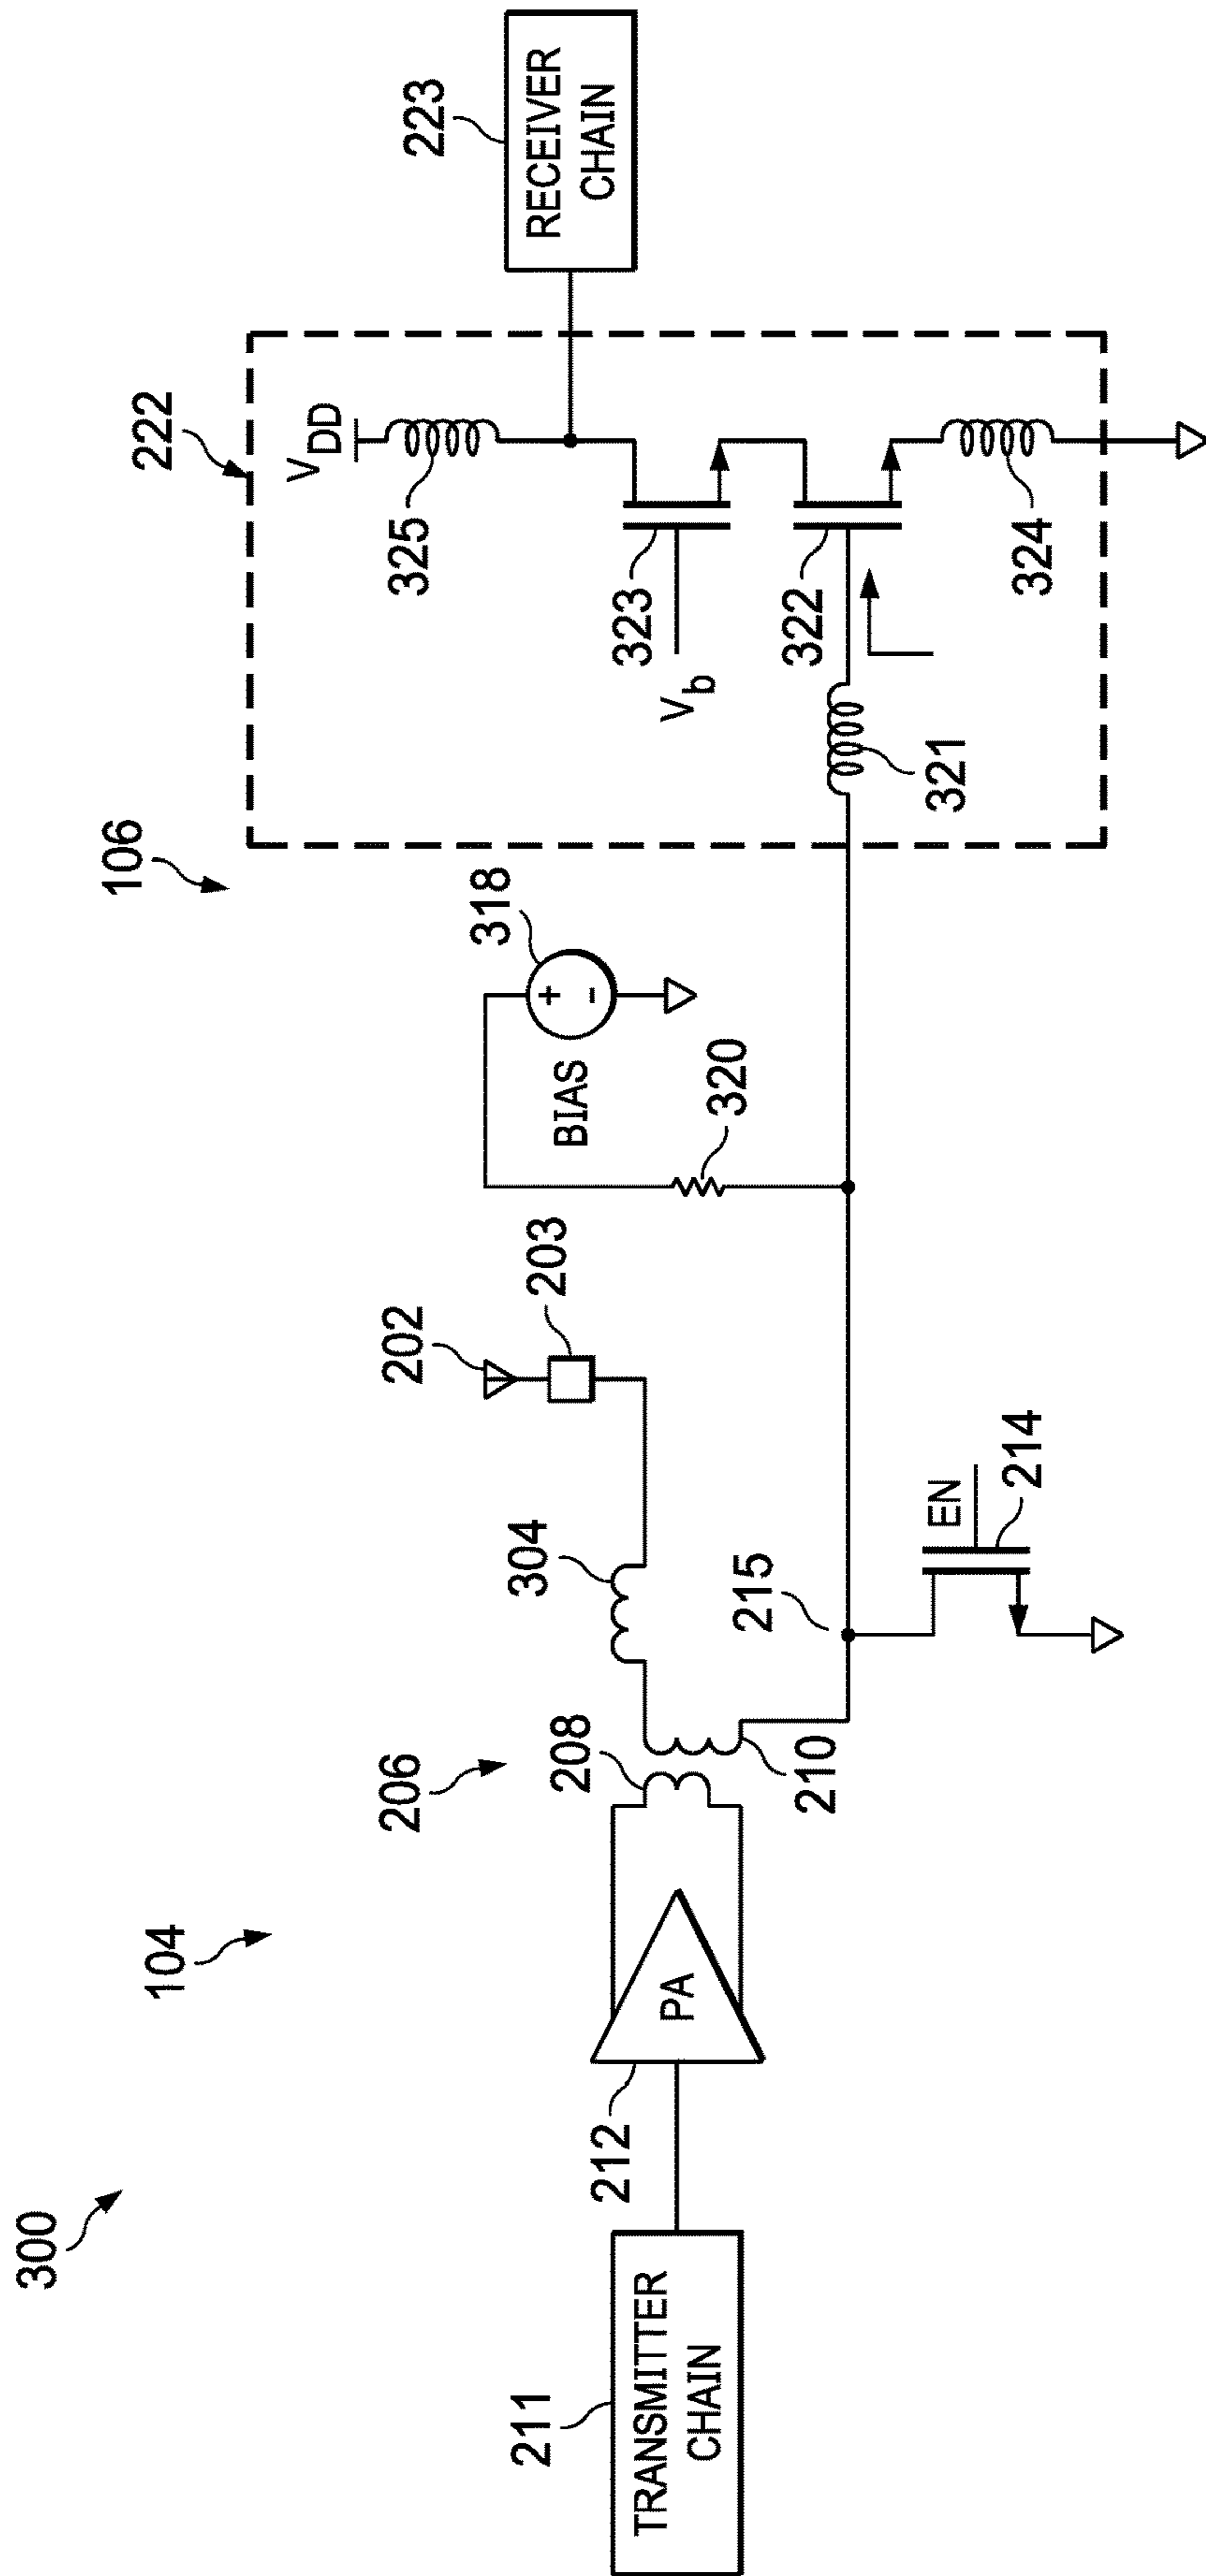 300
104
106
206
222
211
TRANSMITTER
CHAIN
212
PA
208
210
304
202
203
215
EN
214
BIAS
+
-
318
320
V DD
325
323
Vb
322
321
324
223
RECEIVER
CHAIN